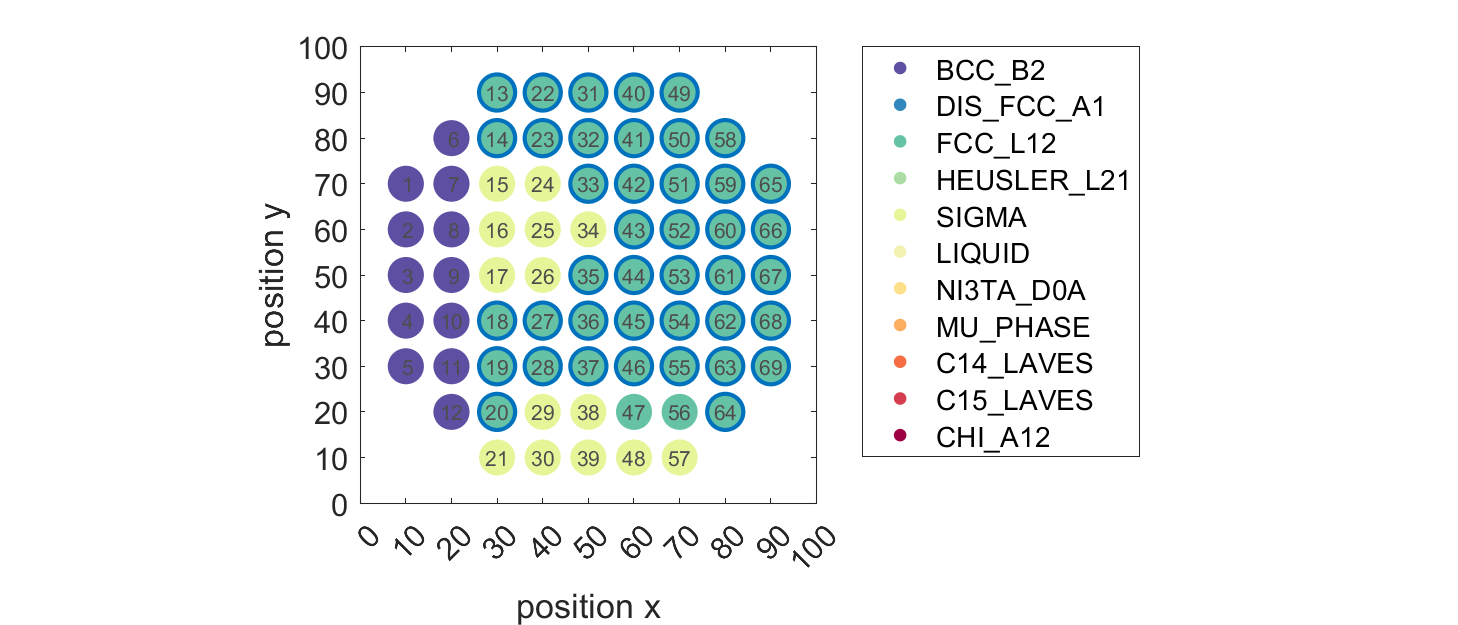 100
90
80
70
60
50
40
30
20
10
0
position y
13 22 31 40 49
6 14 23 32 41 50 58
1 7 15 24 33 42 51 59 65
2 8 16 25 34 43 52 60 66
3 9 17 26 35 44 53 61 67
4 10 18 27 36 45 54 62 68
5 11 19 28 37 46 55 63 69
12 20 29 38 47 56 64
21 30 39 48 57
0 10 20 30 40 50 60 70 80 90 100
position x
BCC_B2
DIS_FCC_A1
FCC_L12
HEUSLER_L21
SIGMA
LIQUID
NI3TA_D0A
MU_PHASE
C14_LAVES
C15_LAVES
CHI_A12